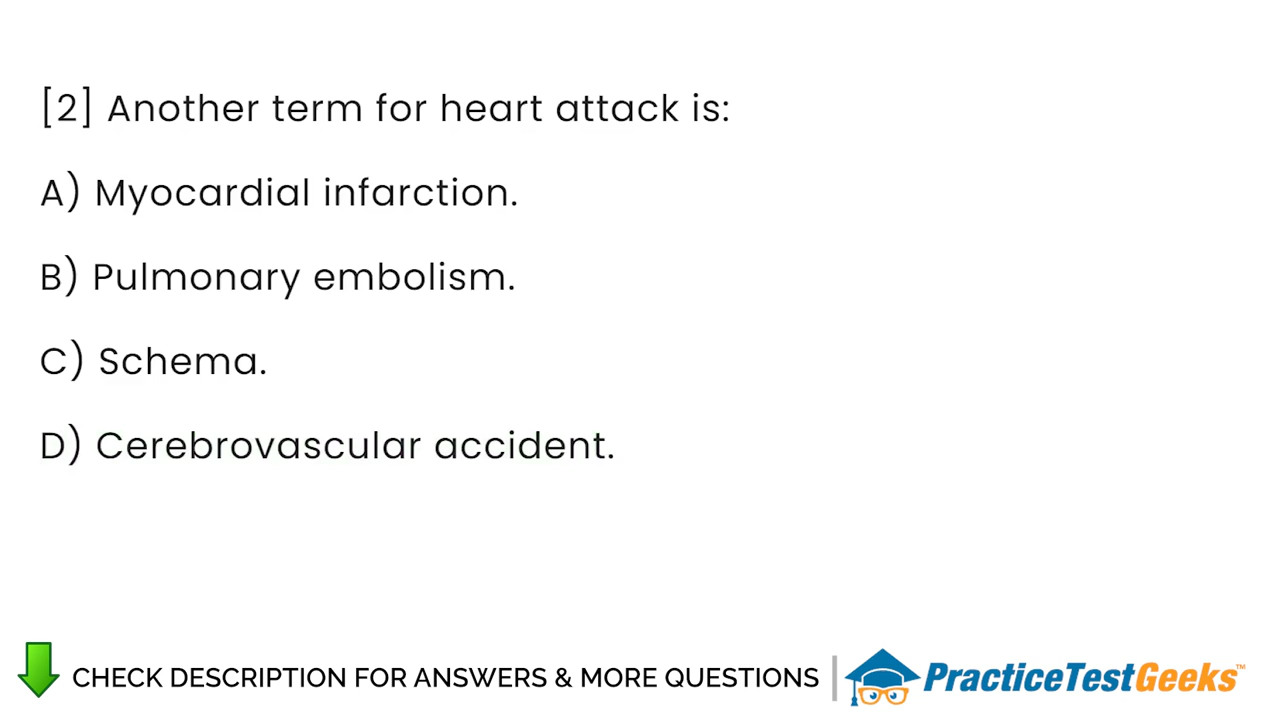 [2] Another term for heart attack is:
A) Myocardial infarction.
B) Pulmonary embolism.
C) Schema.
D) Cerebrovascular accident.
CHECK DESCRIPTION FOR ANSWERS & MORE QUESTIONS | PracticeTestGeeks™